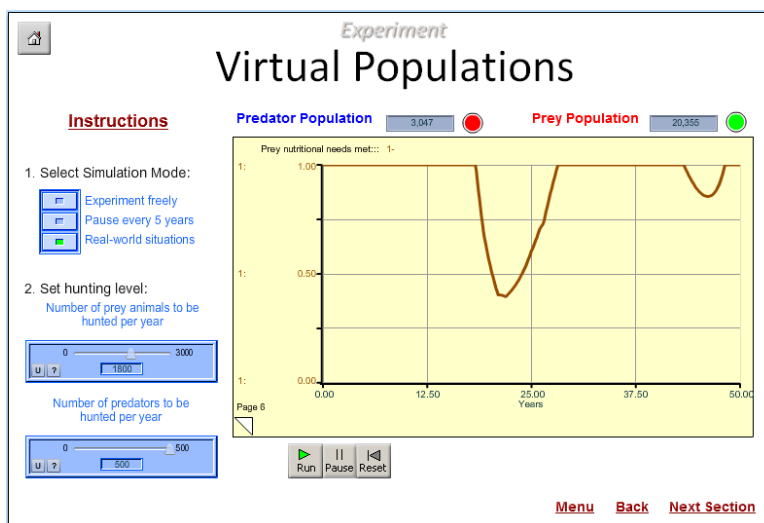 Experiment
Virtual Populations
Instructions
Predator Population 3,047 Prey Population 20,355
1. Select Simulation Mode:
Experiment freely
Pause every 5 years
Real-world situations
2. Set hunting level:
Number of prey animals to be
hunted per year
0 3000
U ? 1800
Number of predators to be
hunted per year
0 500
U ? 500
Prey nutritional needs met::: 1-
1: 1.00
1: 0.50
1: 0.00
0.00 12.50 25.00 37.50 50.00
Years
Page 6
Run Pause Reset
Menu Back Next Section